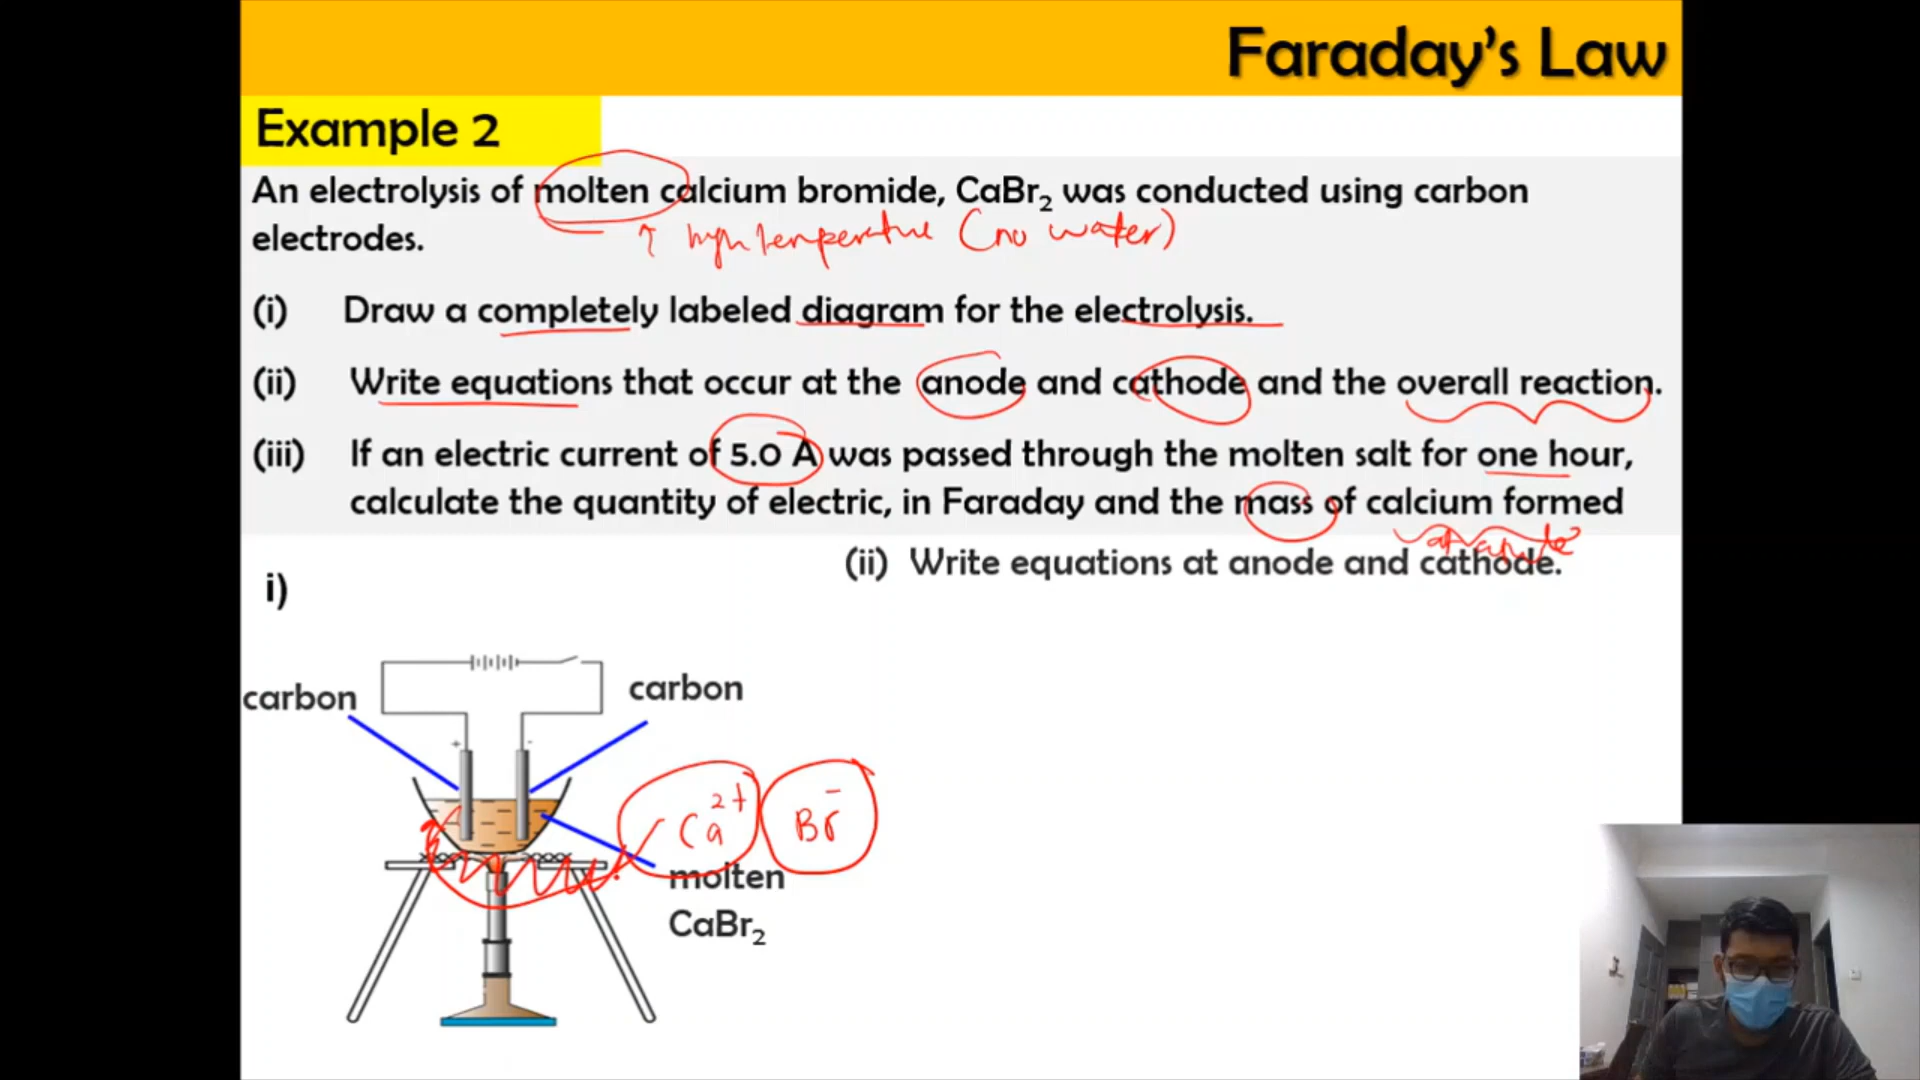 Faraday's Law
Example 2
An electrolysis of molten calcium bromide, CaBr₂ was conducted using carbon
electrodes.
↑ high temperature (no water)
(i) Draw a completely labeled diagram for the electrolysis.
(ii) Write equations that occur at the anode and cathode and the overall reaction.
(iii) If an electric current of 5.0 A was passed through the molten salt for one hour,
calculate the quantity of electric, in Faraday and the mass of calcium formed
at
(ii) Write equations at anode and cathode.
i)
carbon
carbon
+ -
Ca²⁺ Br⁻
molten
CaBr₂